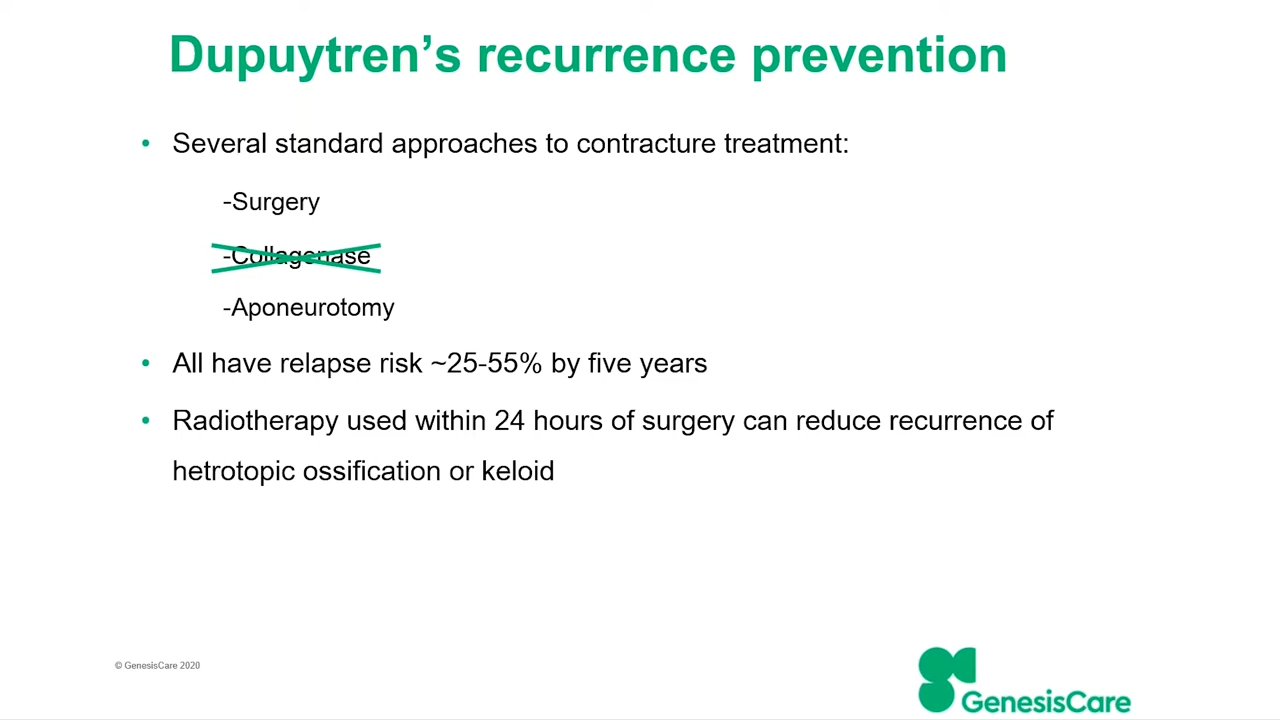 Dupuytren’s recurrence prevention
• Several standard approaches to contracture treatment:
-Surgery
-Collagenase
-Aponeurotomy
• All have relapse risk ~25-55% by five years
• Radiotherapy used within 24 hours of surgery can reduce recurrence of
hetrotopic ossification or keloid
© GenesisCare 2020
GenesisCare